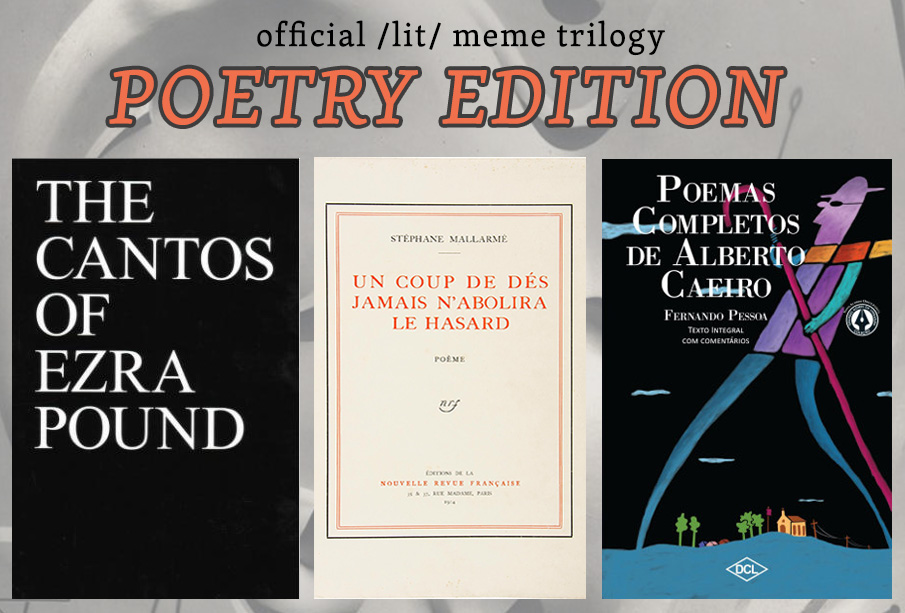 official /lit/ meme trilogy
POETRY EDITION
THE
CANTOS
OF
EZRA
POUND
STÉPHANE MALLARMÉ
UN COUP DE DÉS
JAMAIS N'ABOLIRA
LE HASARD
POÈME
nrf
ÉDITIONS DE LA
NOUVELLE REVUE FRANÇAISE
35 & 37, RUE MADAME, PARIS
1914
POEMAS
COMPLETOS
DE ALBERTO
CAEIRO
FERNANDO PESSOA
TEXTO INTEGRAL
COM COMENTÁRIOS
DCL